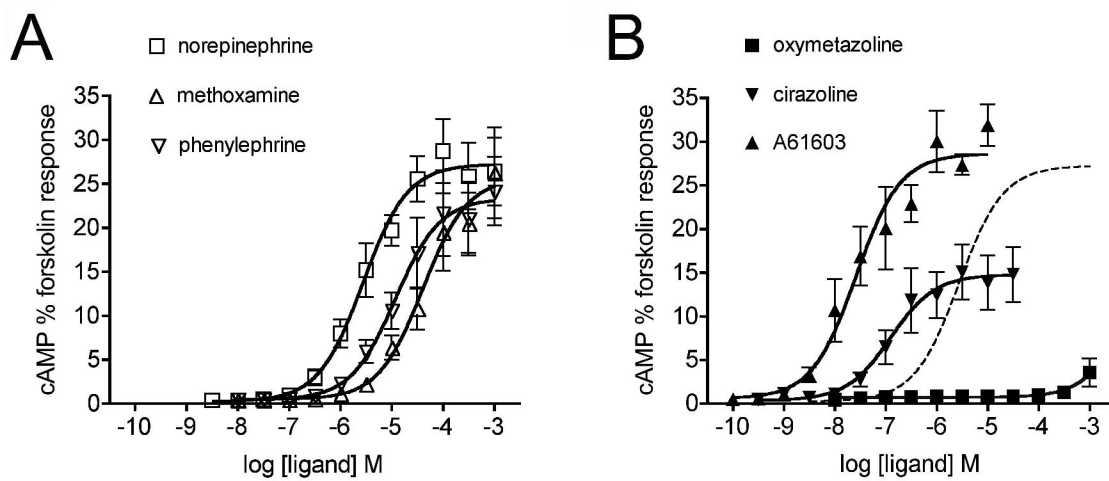 A
norepinephrine
methoxamine
phenylephrine
cAMP % forskolin response
35
30
25
20
15
10
5
0
-10 -9 -8 -7 -6 -5 -4 -3
log [ligand] M
B
oxymetazoline
cirazoline
A61603
cAMP % forskolin response
35
30
25
20
15
10
5
0
-10 -9 -8 -7 -6 -5 -4 -3
log [ligand] M